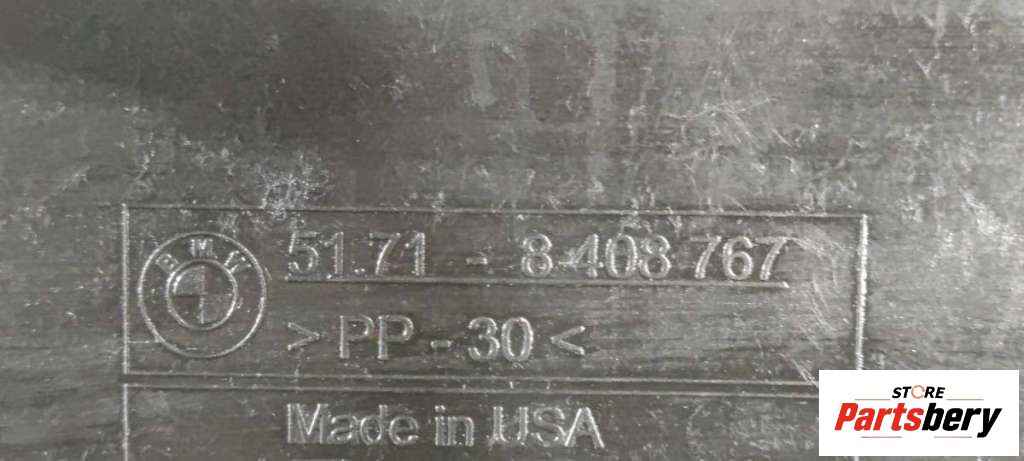 BMW
51.71 - 8 408 767
> PP - 30 <
Made in USA
STORE
Partsbery